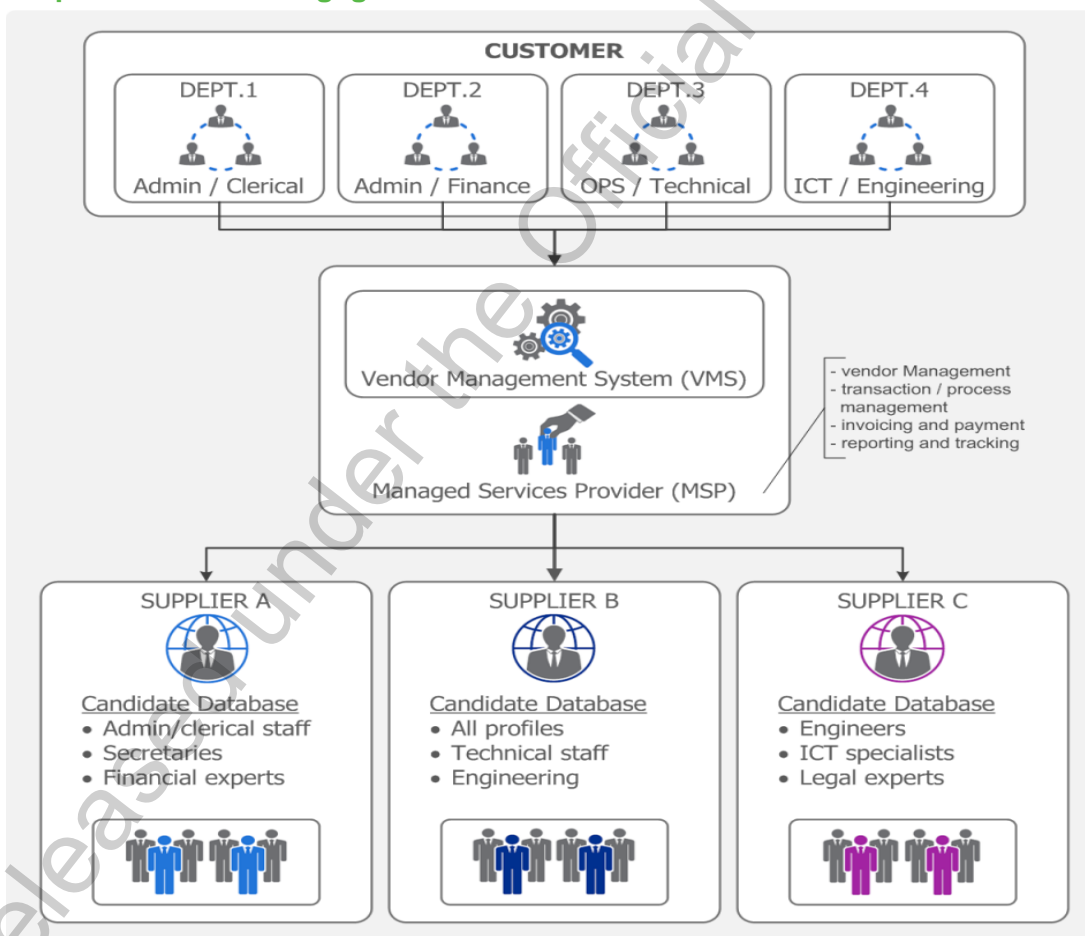 CUSTOMER
DEPT.1
Admin / Clerical
DEPT.2
Admin / Finance
DEPT.3
OPS / Technical
DEPT.4
ICT / Engineering
Vendor Management System (VMS)
Managed Services Provider (MSP)
- vendor Management
- transaction / process
management
- invoicing and payment
- reporting and tracking
SUPPLIER A
Candidate Database
• Admin/clerical staff
• Secretaries
• Financial experts
SUPPLIER B
Candidate Database
• All profiles
• Technical staff
• Engineering
SUPPLIER C
Candidate Database
• Engineers
• ICT specialists
• Legal experts
under the Official